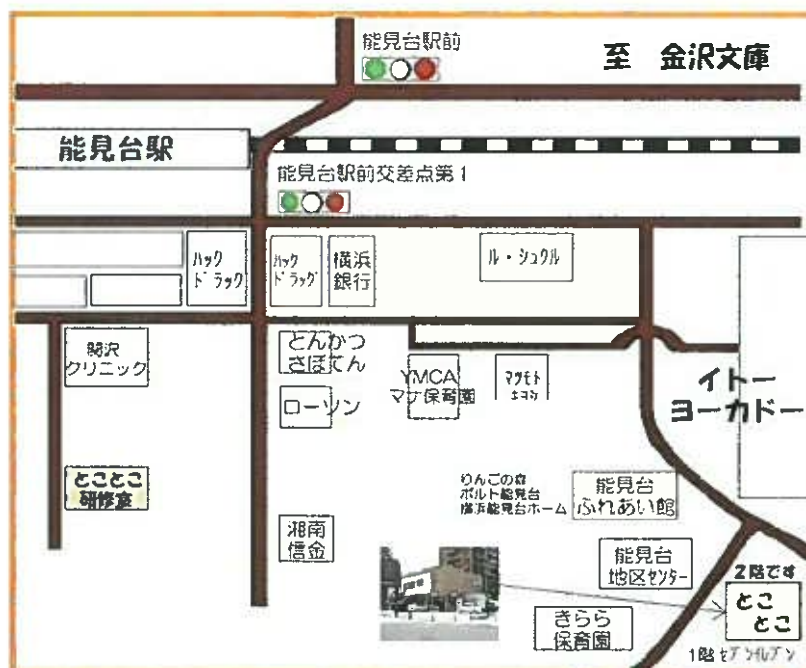 能見台駅前
至 金沢文庫
能見台駅
能見台駅前交差点第1
ハック
ドラッグ
ハック
ドラッグ
横浜
銀行
ル・シュクル
関沢
クリニック
とんかつ
さぼてん
YMCA
マナ保育園
マツモト
キヨシ
イトー
ヨーカドー
ローソン
とことこ
研修室
りんごの森
ポルト能見台
横浜能見台ホーム
能見台
ふれあい館
湘南
信金
能見台
地区センター
2階です
とこ
とこ
きらら
保育園
1階セブンイレブン